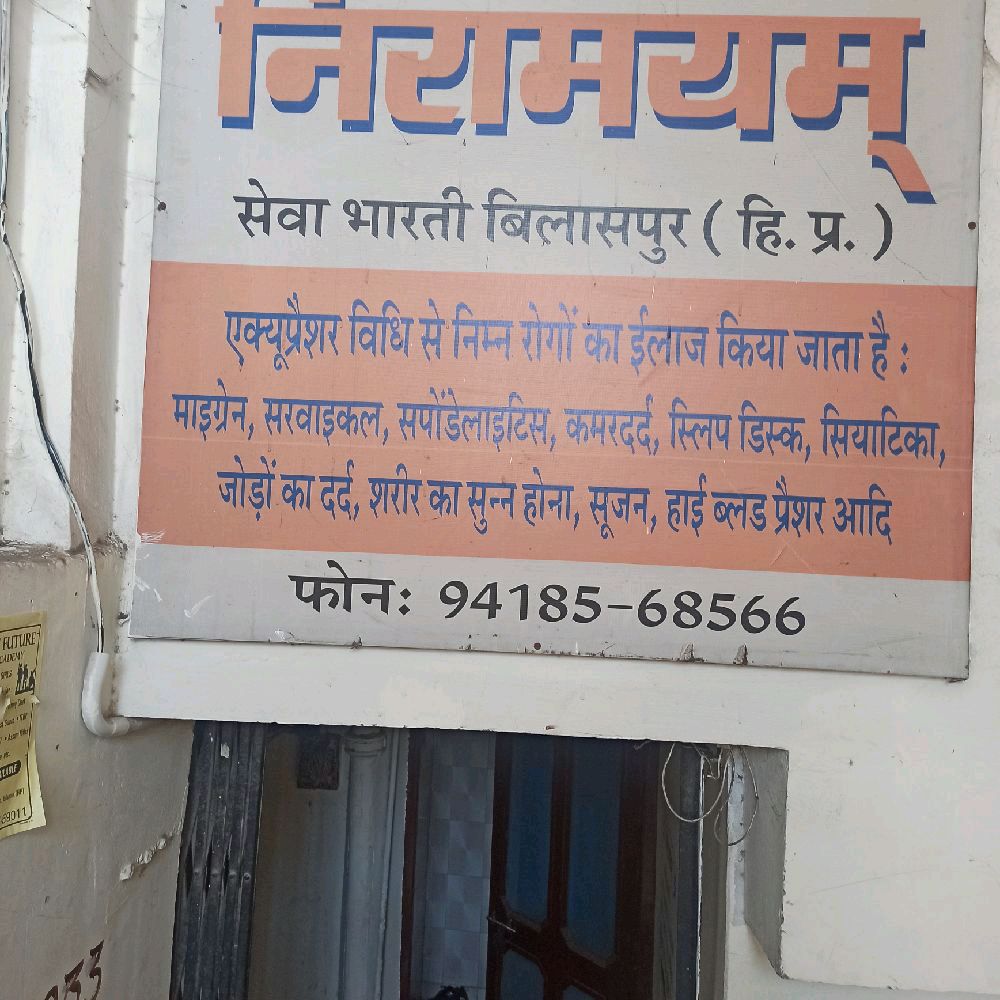 निरामयम्
सेवा भारती बिलासपुर ( हि. प्र. )
एक्यूप्रैशर विधि से निम्न रोगों का ईलाज किया जाता है :
माइग्रेन, सरवाइकल, सपोंडेलाइटिस, कमरदर्द, स्लिप डिस्क, सियाटिका,
जोड़ों का दर्द, शरीर का सुन्न होना, सूजन, हाई ब्लड प्रैशर आदि
फोन: 94185-68566
FUTURE